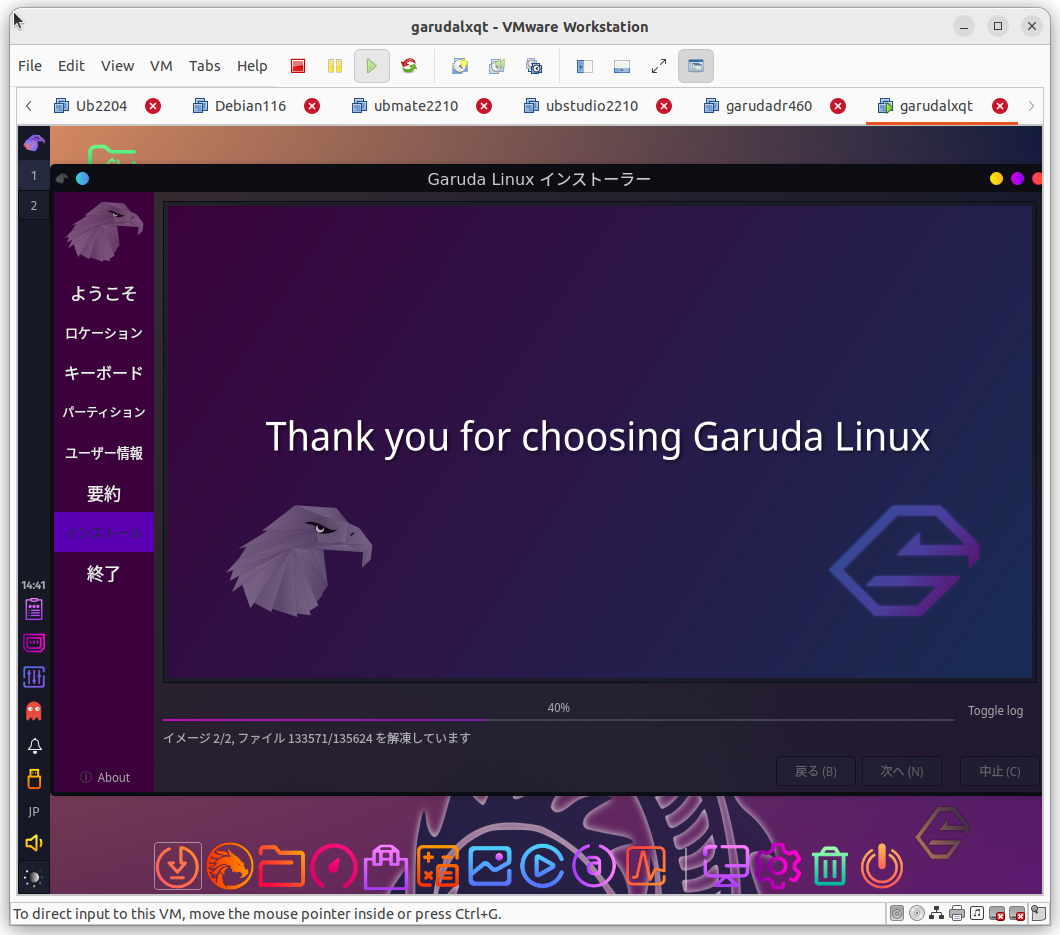 garudalxqt - VMware Workstation
File Edit View VM Tabs Help
Ub2204 Debian116 ubmate2210 ubstudio2210 garudadr460 garudalxqt
1
2
Garuda Linux インストーラー
ようこそ
ロケーション
キーボード
パーティション
ユーザー情報
要約
インストール
終了
Thank you for choosing Garuda Linux
14:41
40%
Toggle log
イメージ 2/2, ファイル 133571/135624 を解凍しています
About
戻る (B) 次へ (N) 中止 (C)
JP
To direct input to this VM, move the mouse pointer inside or press Ctrl+G.